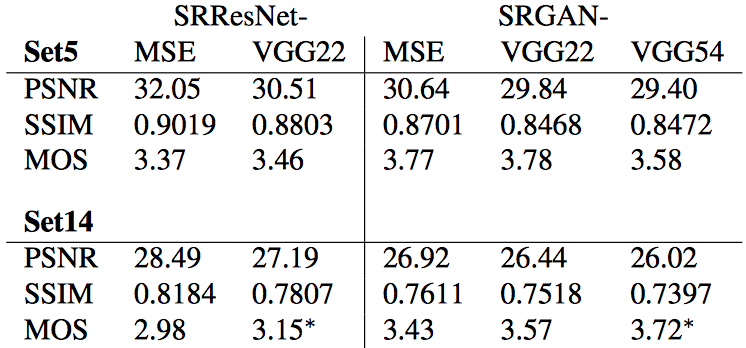 SRResNet- SRGAN-
Set5 MSE VGG22 MSE VGG22 VGG54
PSNR 32.05 30.51 30.64 29.84 29.40
SSIM 0.9019 0.8803 0.8701 0.8468 0.8472
MOS 3.37 3.46 3.77 3.78 3.58
Set14
PSNR 28.49 27.19 26.92 26.44 26.02
SSIM 0.8184 0.7807 0.7611 0.7518 0.7397
MOS 2.98 3.15* 3.43 3.57 3.72*